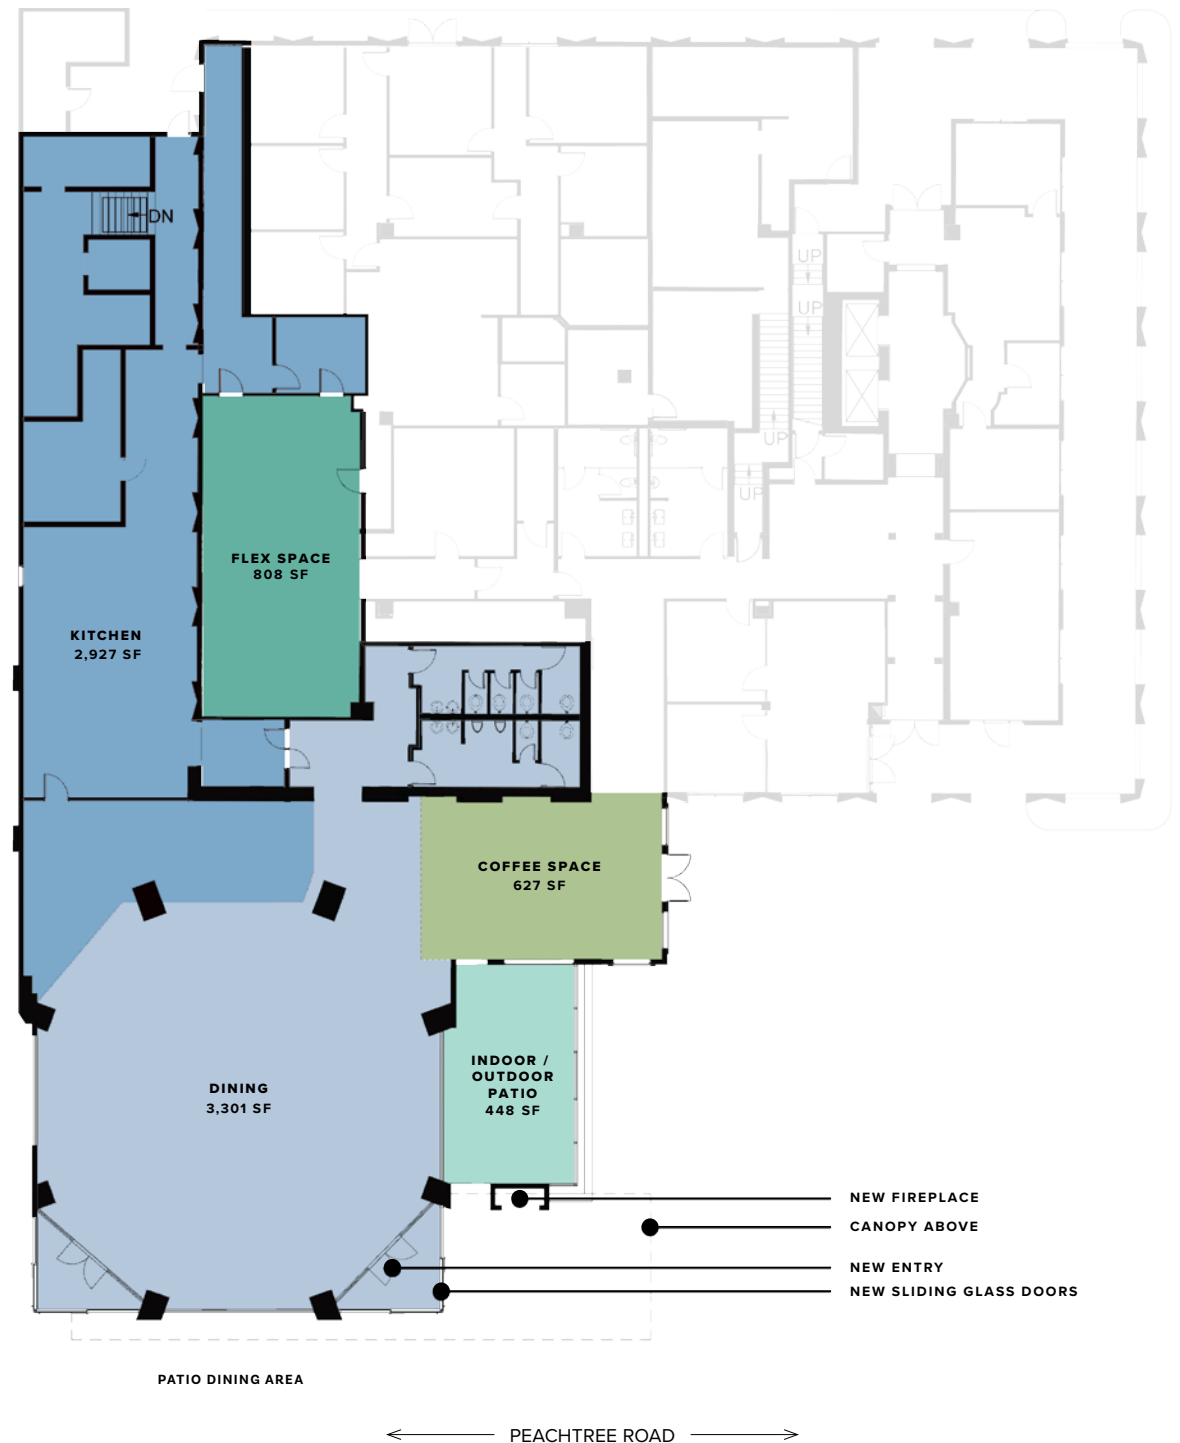 DN
UP
UP
UP
UP
FLEX SPACE
808 SF
KITCHEN
2,927 SF
COFFEE SPACE
627 SF
INDOOR /
OUTDOOR
PATIO
448 SF
DINING
3,301 SF
NEW FIREPLACE
CANOPY ABOVE
NEW ENTRY
NEW SLIDING GLASS DOORS
PATIO DINING AREA
PEACHTREE ROAD